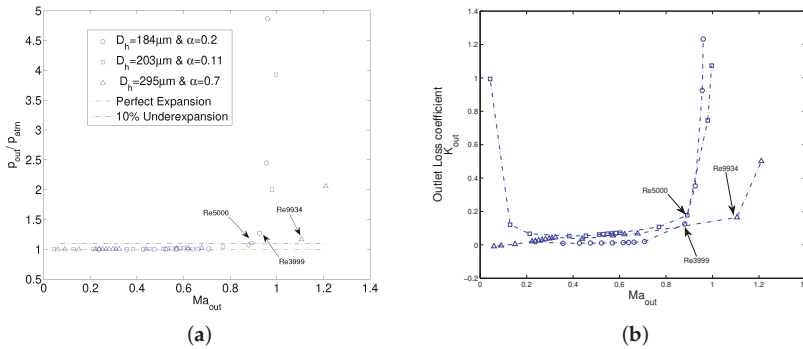 (a)
5
4.5
4
3.5
3
2.5
2
1.5
1
0.5
p_out/p_atm
D_h=184μm & α=0.2
D_h=203μm & α=0.11
D_h=295μm & α=0.7
Perfect Expansion
10% Underexpansion
Re5000
Re9934
Re3999
0 0.2 0.4 0.6 0.8 1 1.2 1.4
Ma_out
(a)
1.4
1.2
1
0.8
0.6
0.4
0.2
0
-0.2
Outlet Loss coefficient
K_out
Re5000
Re9934
Re3999
0 0.2 0.4 0.6 0.8 1 1.2 1.4
Ma_out
(b)